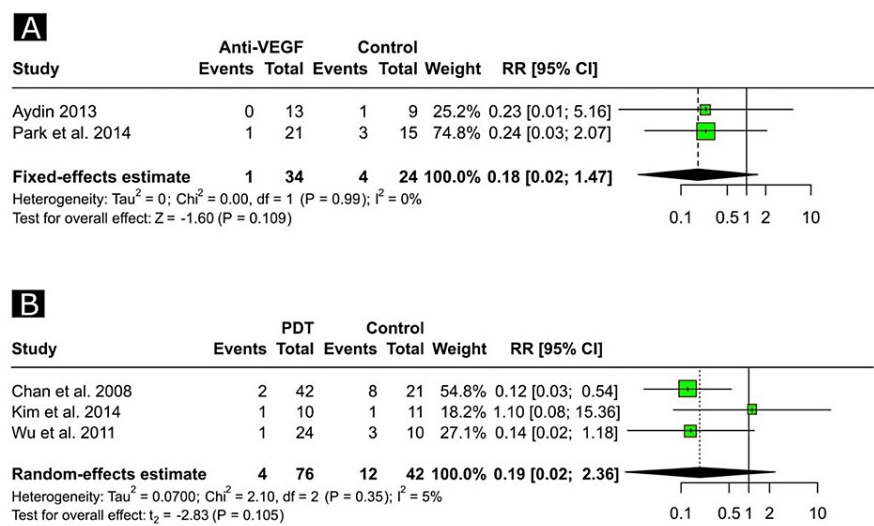 A
Anti-VEGF Control
Study Events Total Events Total Weight RR [95% CI]
Aydin 2013 0 13 1 9 25.2% 0.23 [0.01; 5.16]
Park et al. 2014 1 21 3 15 74.8% 0.24 [0.03; 2.07]
Fixed-effects estimate 1 34 4 24 100.0% 0.18 [0.02; 1.47]
Heterogeneity: Tau² = 0; Chi² = 0.00, df = 1 (P = 0.99); I² = 0%
Test for overall effect: Z = -1.60 (P = 0.109)
0.1 0.5 1 2 10
B
PDT Control
Study Events Total Events Total Weight RR [95% CI]
Chan et al. 2008 2 42 8 21 54.8% 0.12 [0.03; 0.54]
Kim et al. 2014 1 10 1 11 18.2% 1.10 [0.08; 15.36]
Wu et al. 2011 1 24 3 10 27.1% 0.14 [0.02; 1.18]
Random-effects estimate 4 76 12 42 100.0% 0.19 [0.02; 2.36]
Heterogeneity: Tau² = 0.0700; Chi² = 2.10, df = 2 (P = 0.35); I² = 5%
Test for overall effect: t₂ = -2.83 (P = 0.105)
0.1 0.5 1 2 10